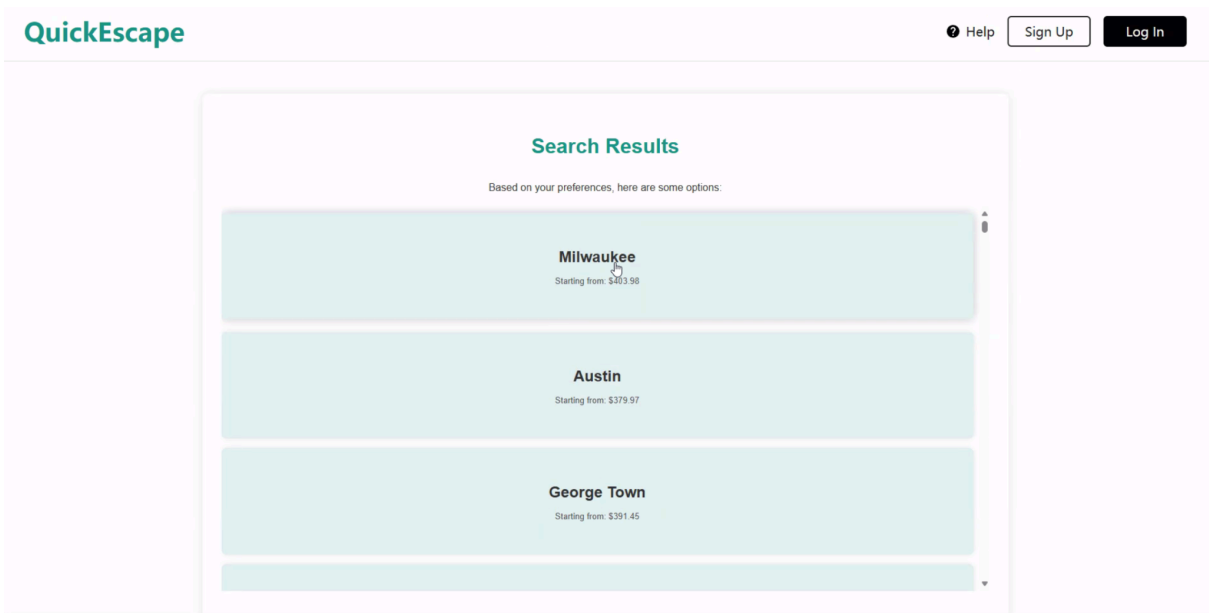 QuickEscape
Help
Sign Up
Log In
Search Results
Based on your preferences, here are some options:
Milwaukee
Starting from: $403.98
Austin
Starting from: $379.97
George Town
Starting from: $391.45